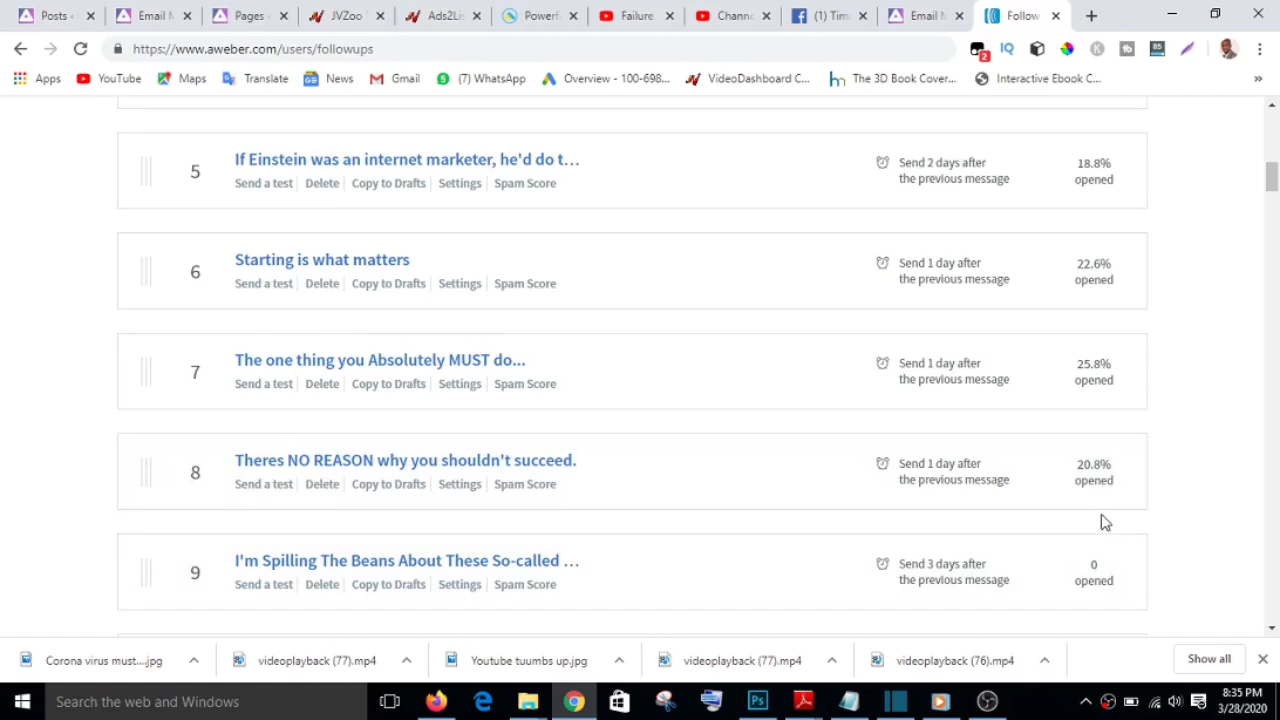 Posts
Email M
Pages
JVZoo
Ads2Lis
Powerfu
Failure
Channe
(1) Time
Email M
Follow
https://www.aweber.com/users/followups
2
IQ
K
tb
85
Apps
YouTube
Maps
Translate
News
Gmail
(7) WhatsApp
Overview - 100-698...
VideoDashboard C...
The 3D Book Cover...
Interactive Ebook C...
»
5
If Einstein was an internet marketer, he'd do t...
Send a test
Delete
Copy to Drafts
Settings
Spam Score
Send 2 days after
the previous message
18.8%
opened
6
Starting is what matters
Send a test
Delete
Copy to Drafts
Settings
Spam Score
Send 1 day after
the previous message
22.6%
opened
7
The one thing you Absolutely MUST do...
Send a test
Delete
Copy to Drafts
Settings
Spam Score
Send 1 day after
the previous message
25.8%
opened
8
Theres NO REASON why you shouldn't succeed.
Send a test
Delete
Copy to Drafts
Settings
Spam Score
Send 1 day after
the previous message
20.8%
opened
9
I'm Spilling The Beans About These So-called ...
Send a test
Delete
Copy to Drafts
Settings
Spam Score
Send 3 days after
the previous message
0
opened
Corona virus must....jpg
videoplayback (77).mp4
Youtube tuumbs up.jpg
videoplayback (77).mp4
videoplayback (76).mp4
Show all
Search the web and Windows
Ps
8:35 PM
3/28/2020